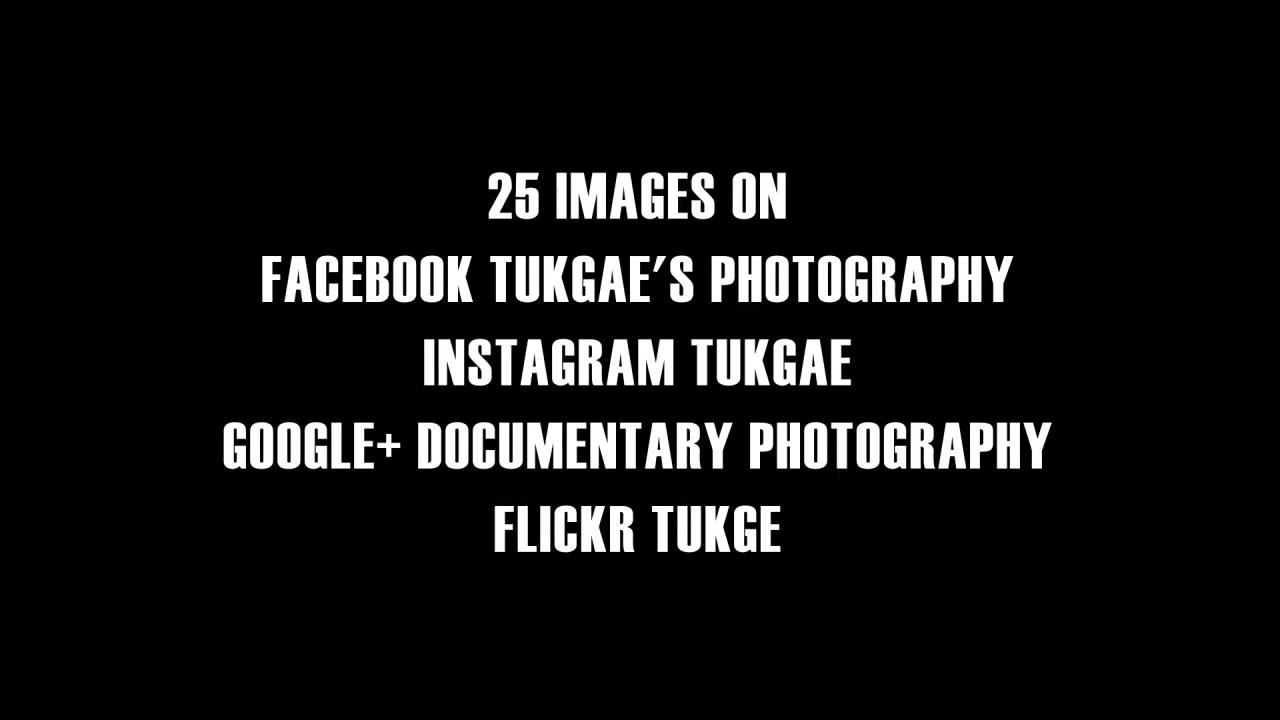 25 IMAGES ON
FACEBOOK TUKGAE'S PHOTOGRAPHY
INSTAGRAM TUKGAE
GOOGLE+ DOCUMENTARY PHOTOGRAPHY
FLICKR TUKGE